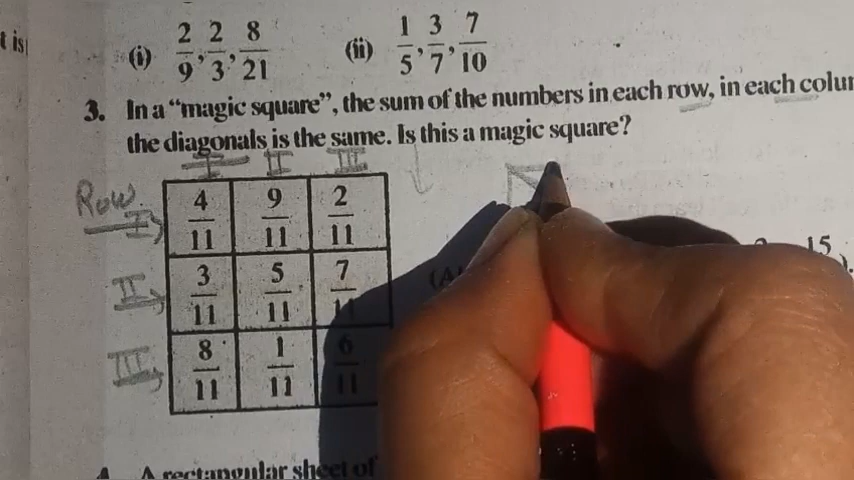 t is
(i) 2/9, 2/3, 8/21 (ii) 1/5, 3/7, 7/10
3. In a “magic square”, the sum of the numbers in each row, in each colum
the diagonals is the same. Is this a magic square?
I II III
Row I 4/11 9/11 2/11
II 3/11 5/11 7/11
III 8/11 1/11 6/11
15
A rectangular sheet of